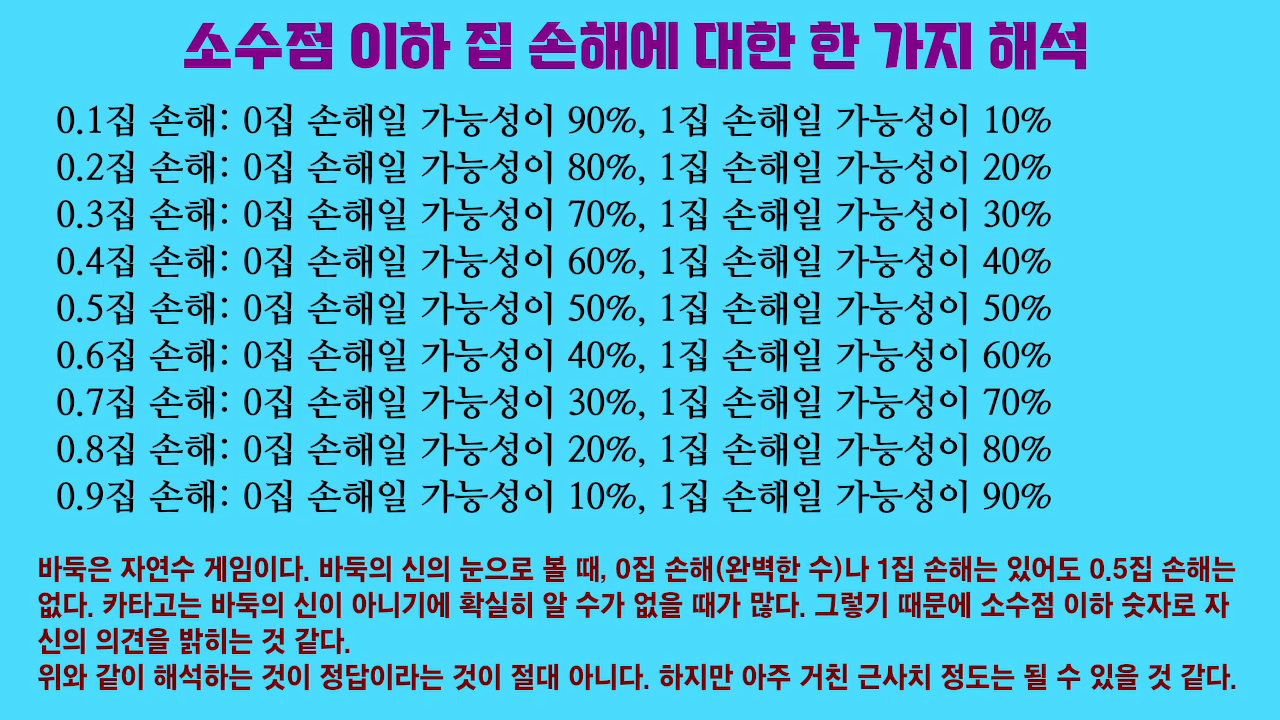 소수점 이하 집 손해에 대한 한 가지 해석
0.1집 손해: 0집 손해일 가능성이 90%, 1집 손해일 가능성이 10%
0.2집 손해: 0집 손해일 가능성이 80%, 1집 손해일 가능성이 20%
0.3집 손해: 0집 손해일 가능성이 70%, 1집 손해일 가능성이 30%
0.4집 손해: 0집 손해일 가능성이 60%, 1집 손해일 가능성이 40%
0.5집 손해: 0집 손해일 가능성이 50%, 1집 손해일 가능성이 50%
0.6집 손해: 0집 손해일 가능성이 40%, 1집 손해일 가능성이 60%
0.7집 손해: 0집 손해일 가능성이 30%, 1집 손해일 가능성이 70%
0.8집 손해: 0집 손해일 가능성이 20%, 1집 손해일 가능성이 80%
0.9집 손해: 0집 손해일 가능성이 10%, 1집 손해일 가능성이 90%
바둑은 자연수 게임이다. 바둑의 신의 눈으로 볼 때, 0집 손해(완벽한 수)나 1집 손해는 있어도 0.5집 손해는
없다. 카타고는 바둑의 신이 아니기에 확실히 알 수가 없을 때가 많다. 그렇기 때문에 소수점 이하 숫자로 자
신의 의견을 밝히는 것 같다.
위와 같이 해석하는 것이 정답이라는 것이 절대 아니다. 하지만 아주 거친 근사치 정도는 될 수 있을 것 같다.